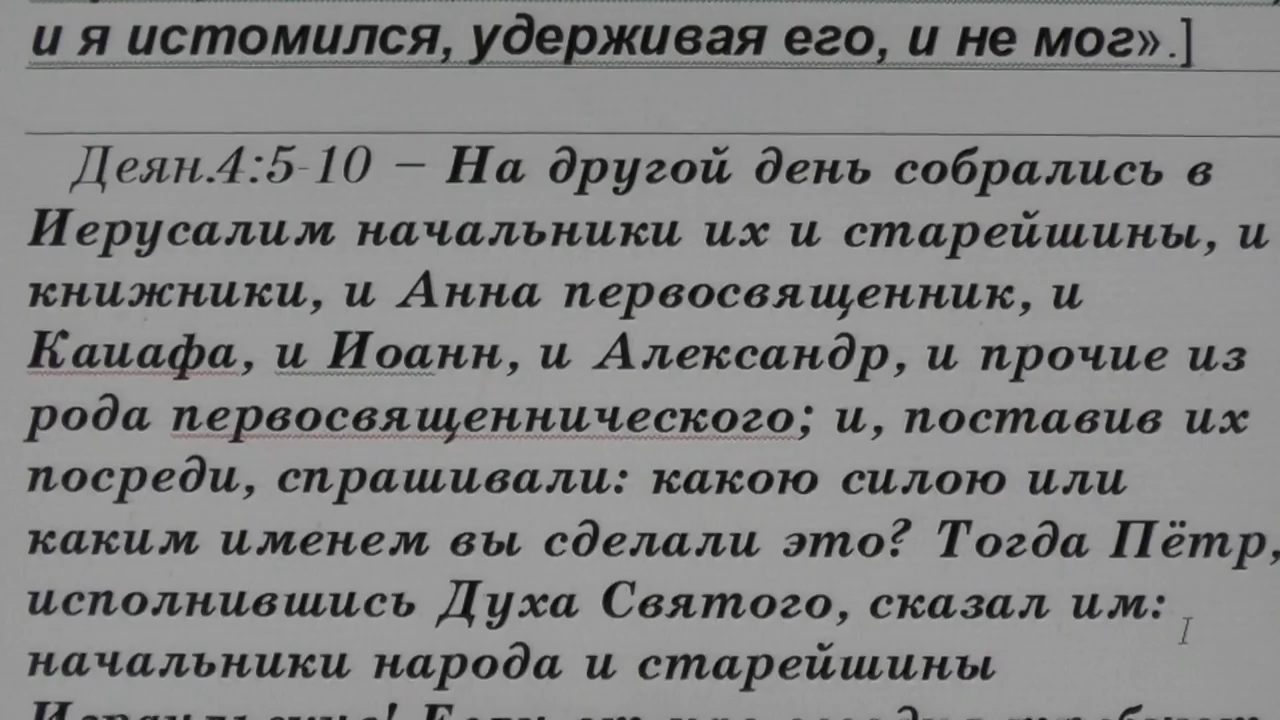 и я истомился, удерживая его, и не мог».]
Деян.4:5-10 – На другой день собрались в
Иерусалим начальники их и старейшины, и
книжники, и Анна первосвященник, и
Каиафа, и Иоанн, и Александр, и прочие из
рода первосвященнического; и, поставив их
посреди, спрашивали: какою силою или
каким именем вы сделали это? Тогда Пётр,
исполнившись Духа Святого, сказал им:
начальники народа и старейшины